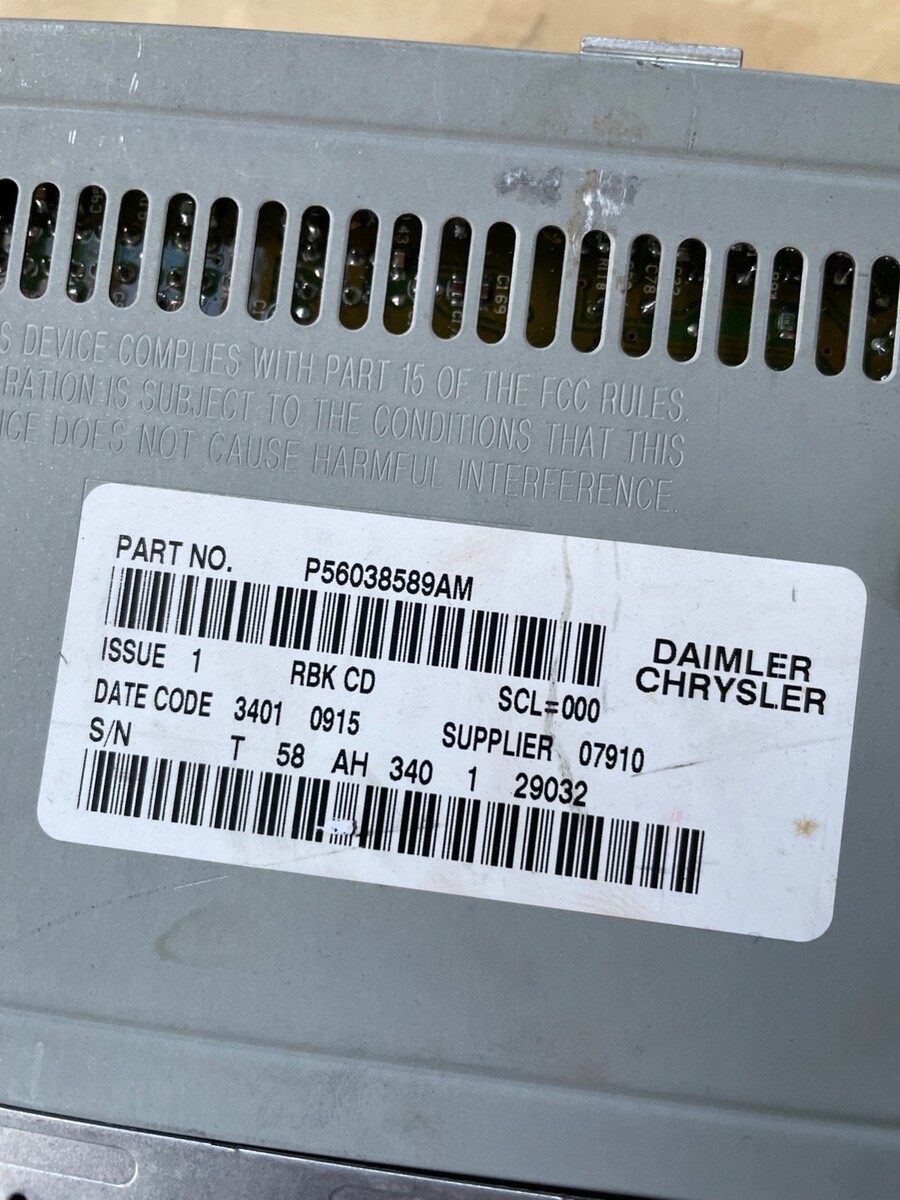 S DEVICE COMPLIES WITH PART 15 OF THE FCC RULES.
RATION IS SUBJECT TO THE CONDITIONS THAT THIS
ICE DOES NOT CAUSE HARMFUL INTERFERENCE.
PART NO. P56038589AM
DAIMLER
CHRYSLER
ISSUE 1 RBK CD SCL=000
DATE CODE 3401 0915 SUPPLIER 07910
S/N T 58 AH 340 1 29032
C169